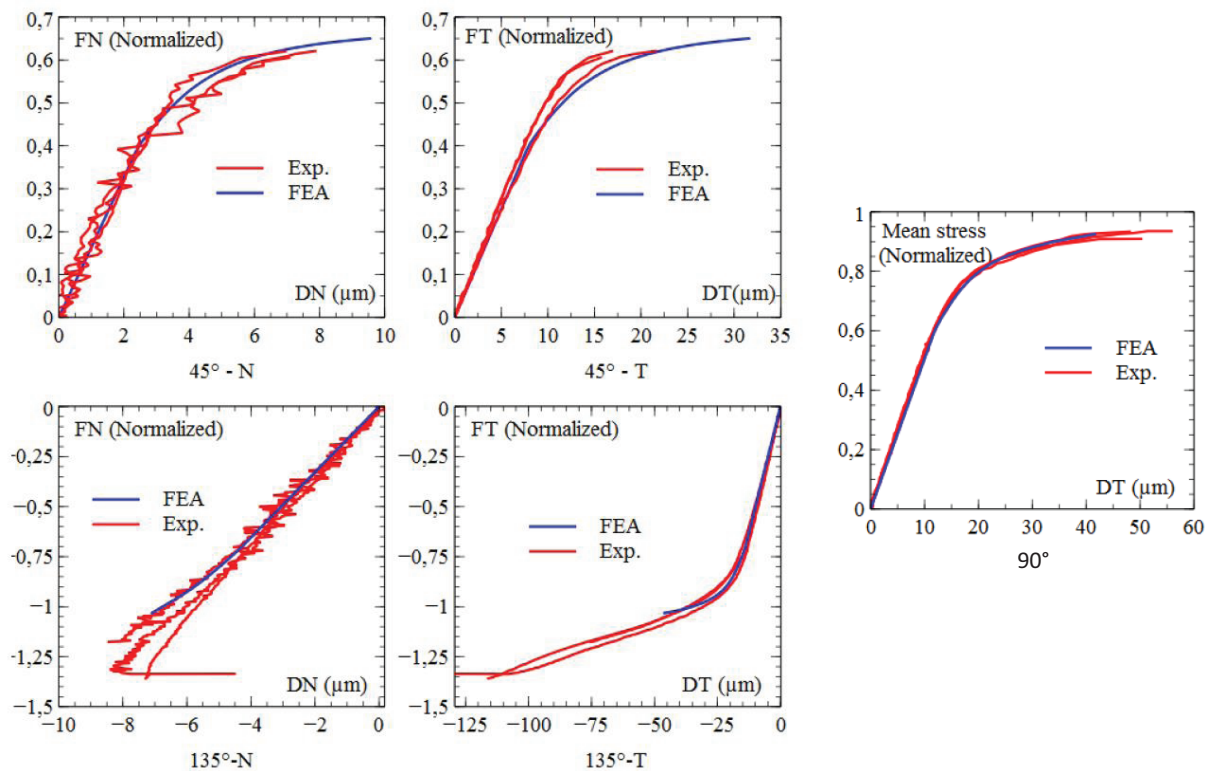 0,7
FN (Normalized)
0,6
0,5
0,4
Exp.
0,3
FEA
0,2
0,1
DN (µm)
0
0 2 4 6 8 10
45° - N
0,7
FT (Normalized)
0,6
0,5
0,4
Exp.
0,3
FEA
0,2
0,1
DT(µm)
0
0 5 10 15 20 25 30 35
45° - T
1
Mean stress
(Normalized)
0,8
0,6
FEA
0,4
Exp.
0,2
DT (µm)
0
0 10 20 30 40 50 60
90°
0
FN (Normalized)
−0,25
−0,5
FEA
Exp.
−0,75
−1
−1,25
DN (µm)
−1,5
−10 −8 −6 −4 −2 0
135°-N
0
FT (Normalized)
−0,25
−0,5
FEA
Exp.
−0,75
−1
−1,25
DT (µm)
−1,5
−125 −100 −75 −50 −25 0
135°-T